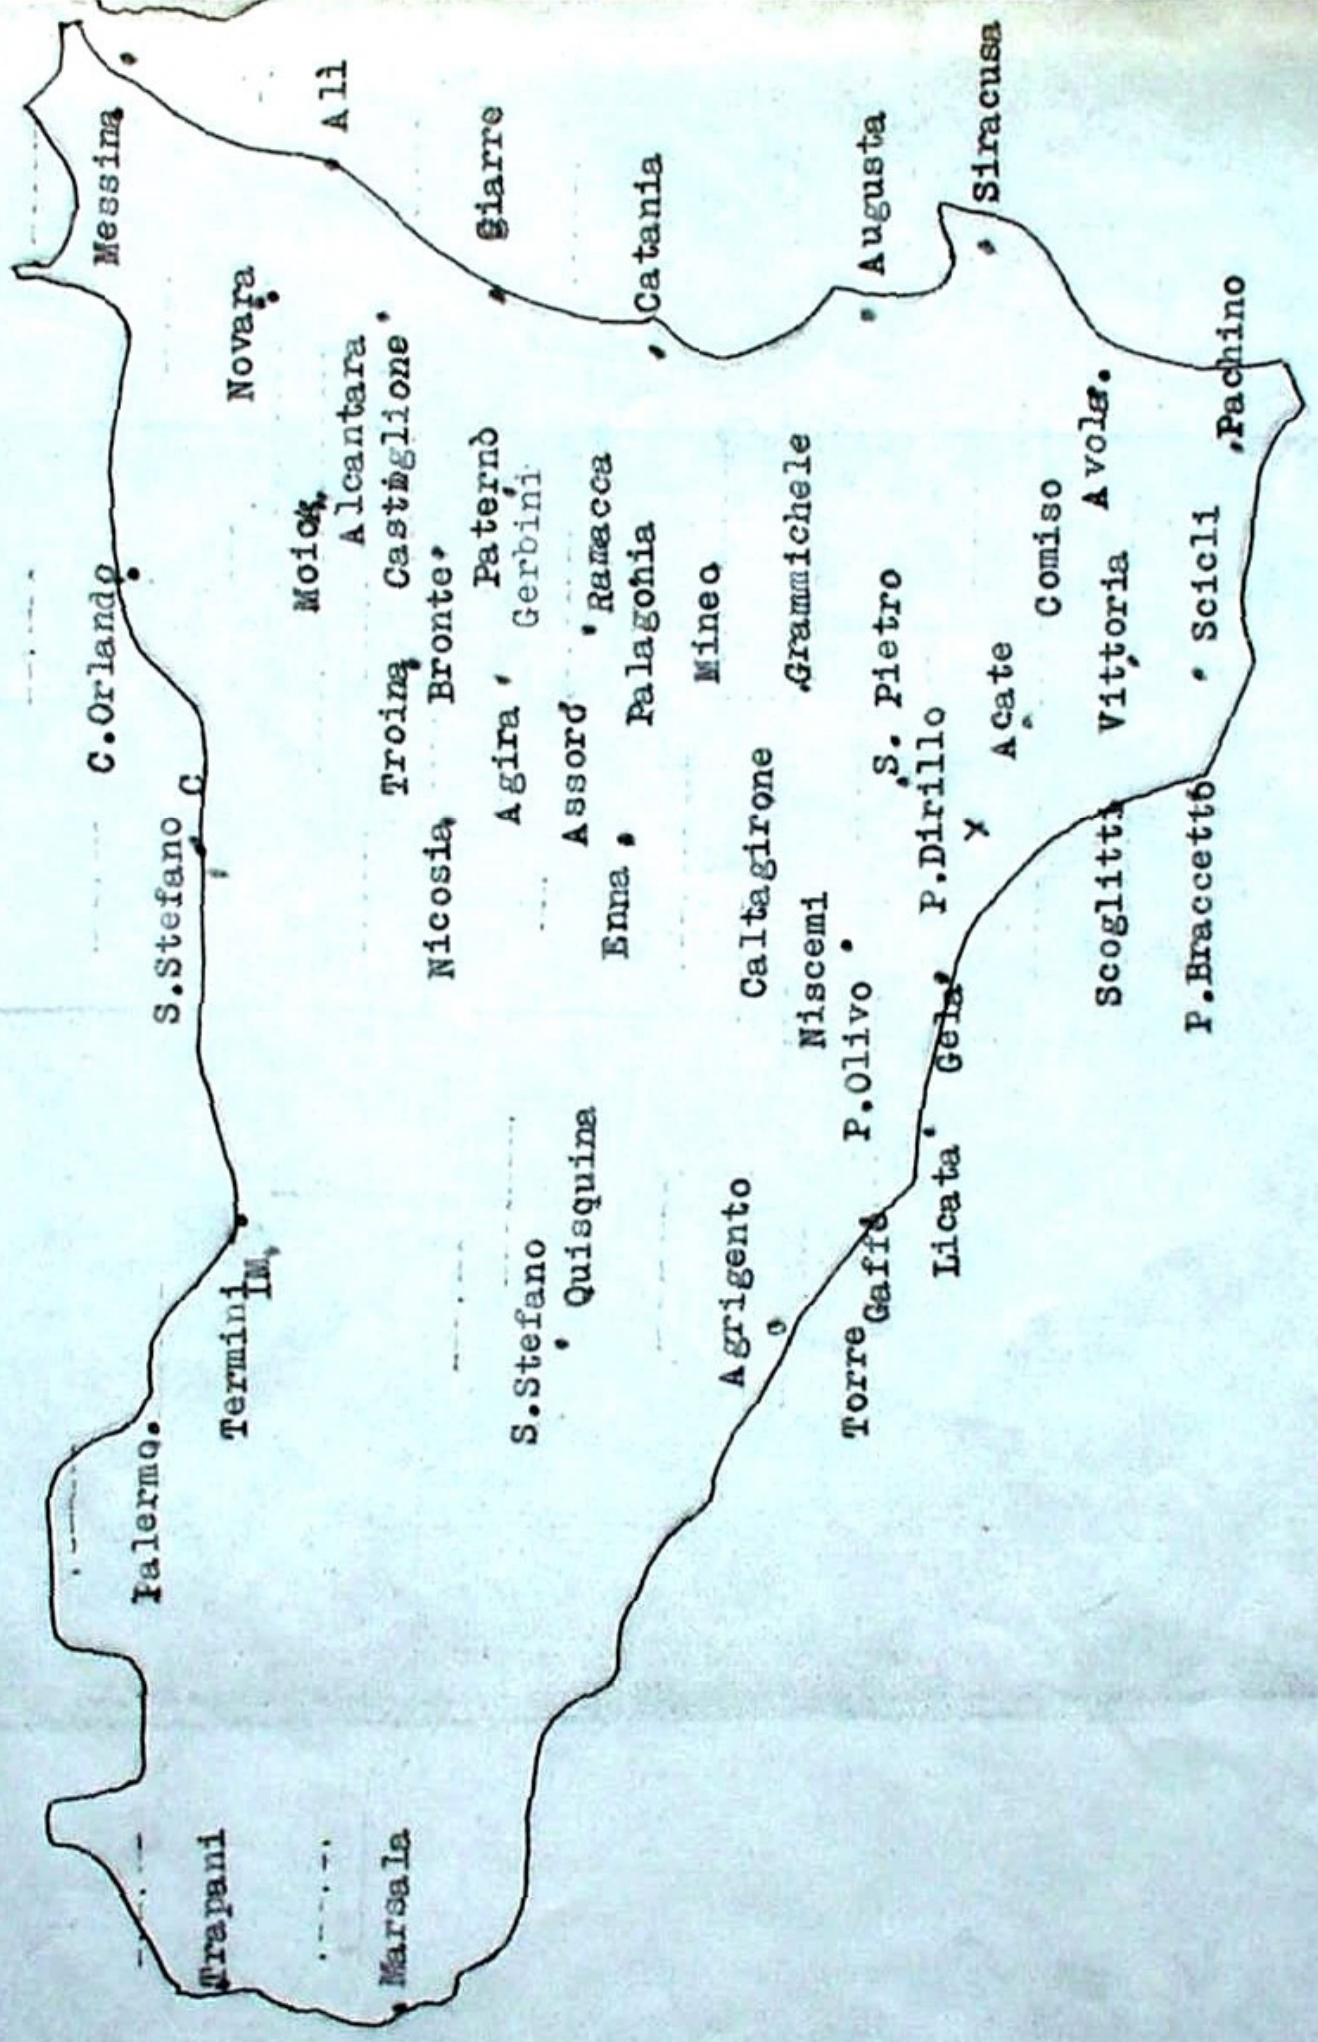 Messina
C.Orlando
S.Stefano C
Palermo.
Termini
IM.
Trapani
Marsala
Alì
Novara
Moio
Alcantara
Castiglione
Troina
Bronte
Nicosia
Giarre
Paternò
Gerbini
Agira
Assoro
Ramacca
Palagonia
Enna
Catania
Mineo
S.Stefano
Quisquina
Agrigento
Caltagirone
Grammichele
Niscemi
P.Olivo
S. Pietro
P.Dirillo
Augusta
Siracusa
Torre
Gaffe
Licata
Gela
Acate
Comiso
Vittoria
Avola.
Scoglitti
P.Braccetto
Scicli
Pachino